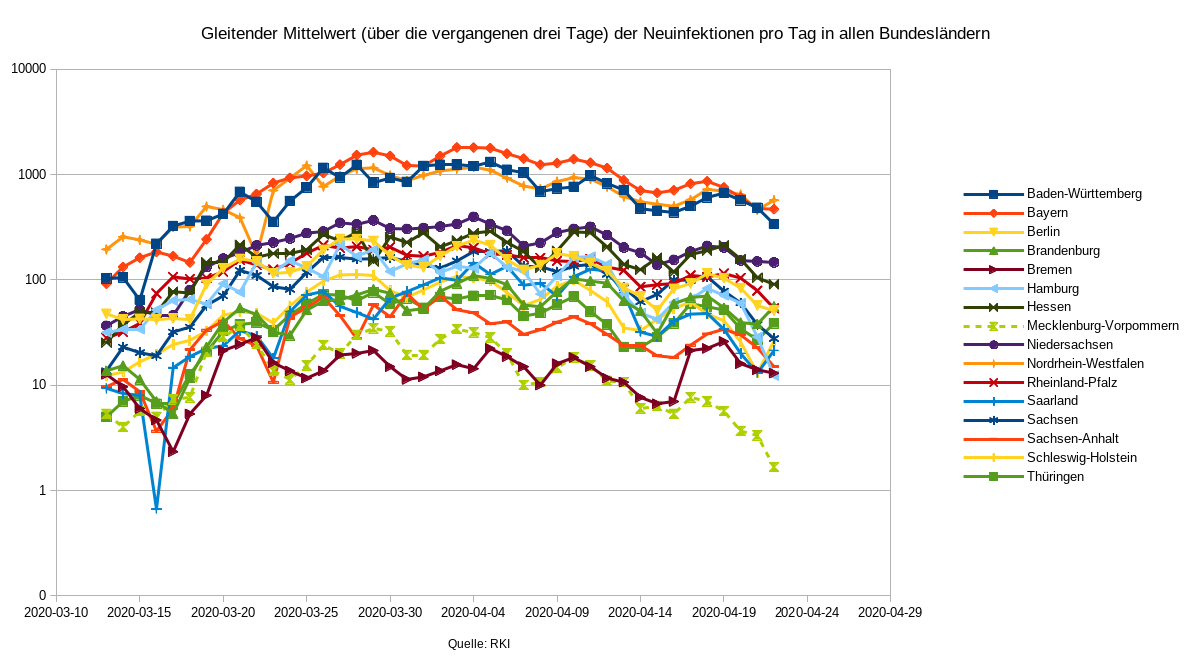 Gleitender Mittelwert (über die vergangenen drei Tage) der Neuinfektionen pro Tag in allen Bundesländern
10000
1000
100
10
1
0
2020-03-10 2020-03-15 2020-03-20 2020-03-25 2020-03-30 2020-04-04 2020-04-09 2020-04-14 2020-04-19 2020-04-24 2020-04-29
Quelle: RKI
Baden-Württemberg
Bayern
Berlin
Brandenburg
Bremen
Hamburg
Hessen
Mecklenburg-Vorpommern
Niedersachsen
Nordrhein-Westfalen
Rheinland-Pfalz
Saarland
Sachsen
Sachsen-Anhalt
Schleswig-Holstein
Thüringen